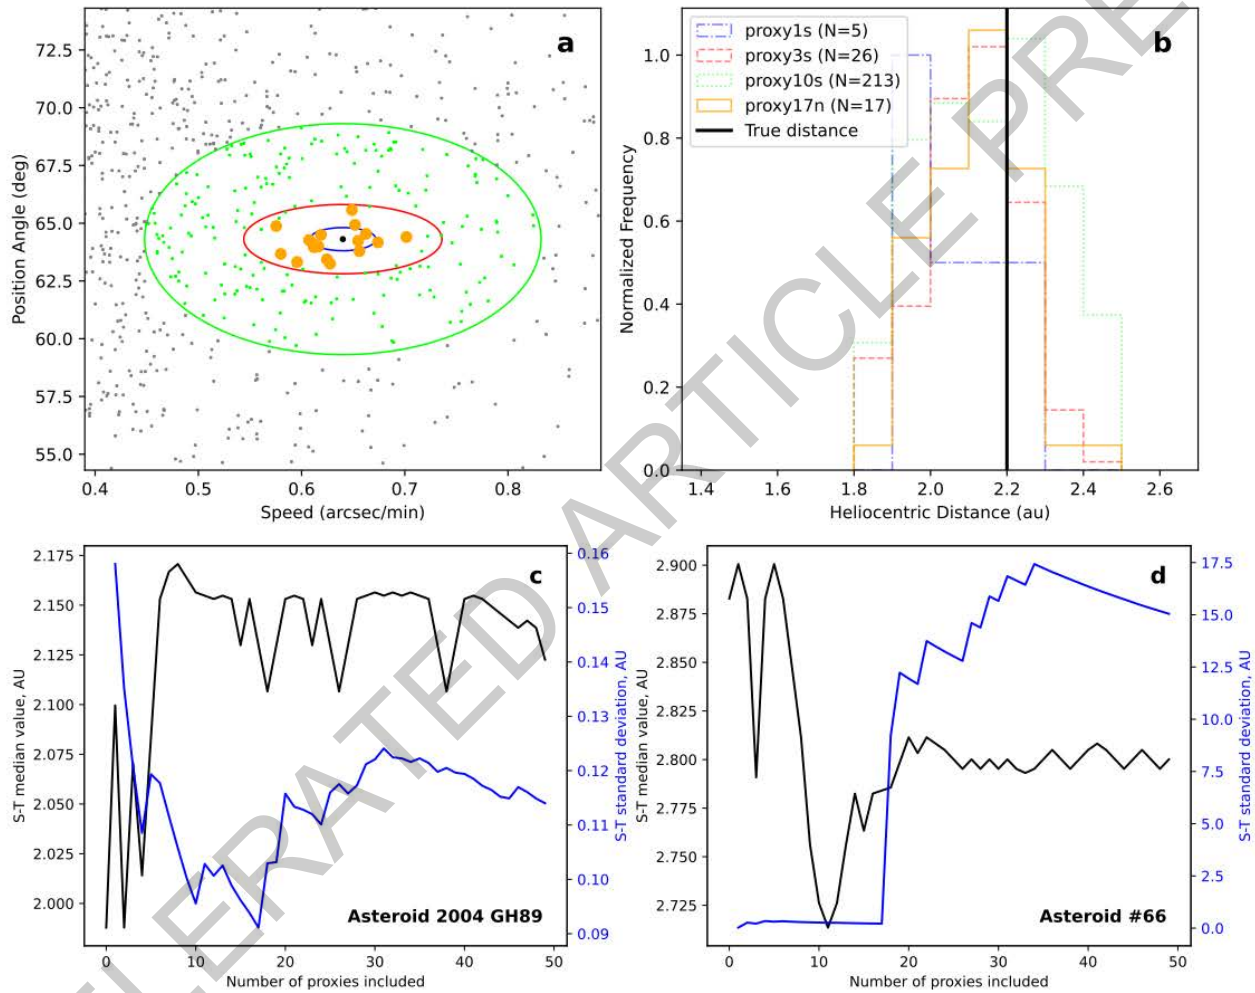 a
72.5
70.0
67.5
65.0
62.5
60.0
57.5
55.0
Position Angle (deg)
0.4 0.5 0.6 0.7 0.8
Speed (arcsec/min)
b
proxy1s (N=5)
proxy3s (N=26)
proxy10s (N=213)
proxy17n (N=17)
True distance
1.0
0.8
0.6
0.4
0.2
0.0
Normalized Frequency
1.4 1.6 1.8 2.0 2.2 2.4 2.6
Heliocentric Distance (au)
c
2.175
2.150
2.125
2.100
2.075
2.050
2.025
2.000
S-T median value, AU
0.16
0.15
0.14
0.13
0.12
0.11
0.10
0.09
S-T standard deviation, AU
Asteroid 2004 GH89
0 10 20 30 40 50
Number of proxies included
d
2.900
2.875
2.850
2.825
2.800
2.775
2.750
2.725
S-T median value, AU
17.5
15.0
12.5
10.0
7.5
5.0
2.5
0.0
S-T standard deviation, AU
Asteroid #66
0 10 20 30 40 50
Number of proxies included
ELERATED ARTICLE PRE